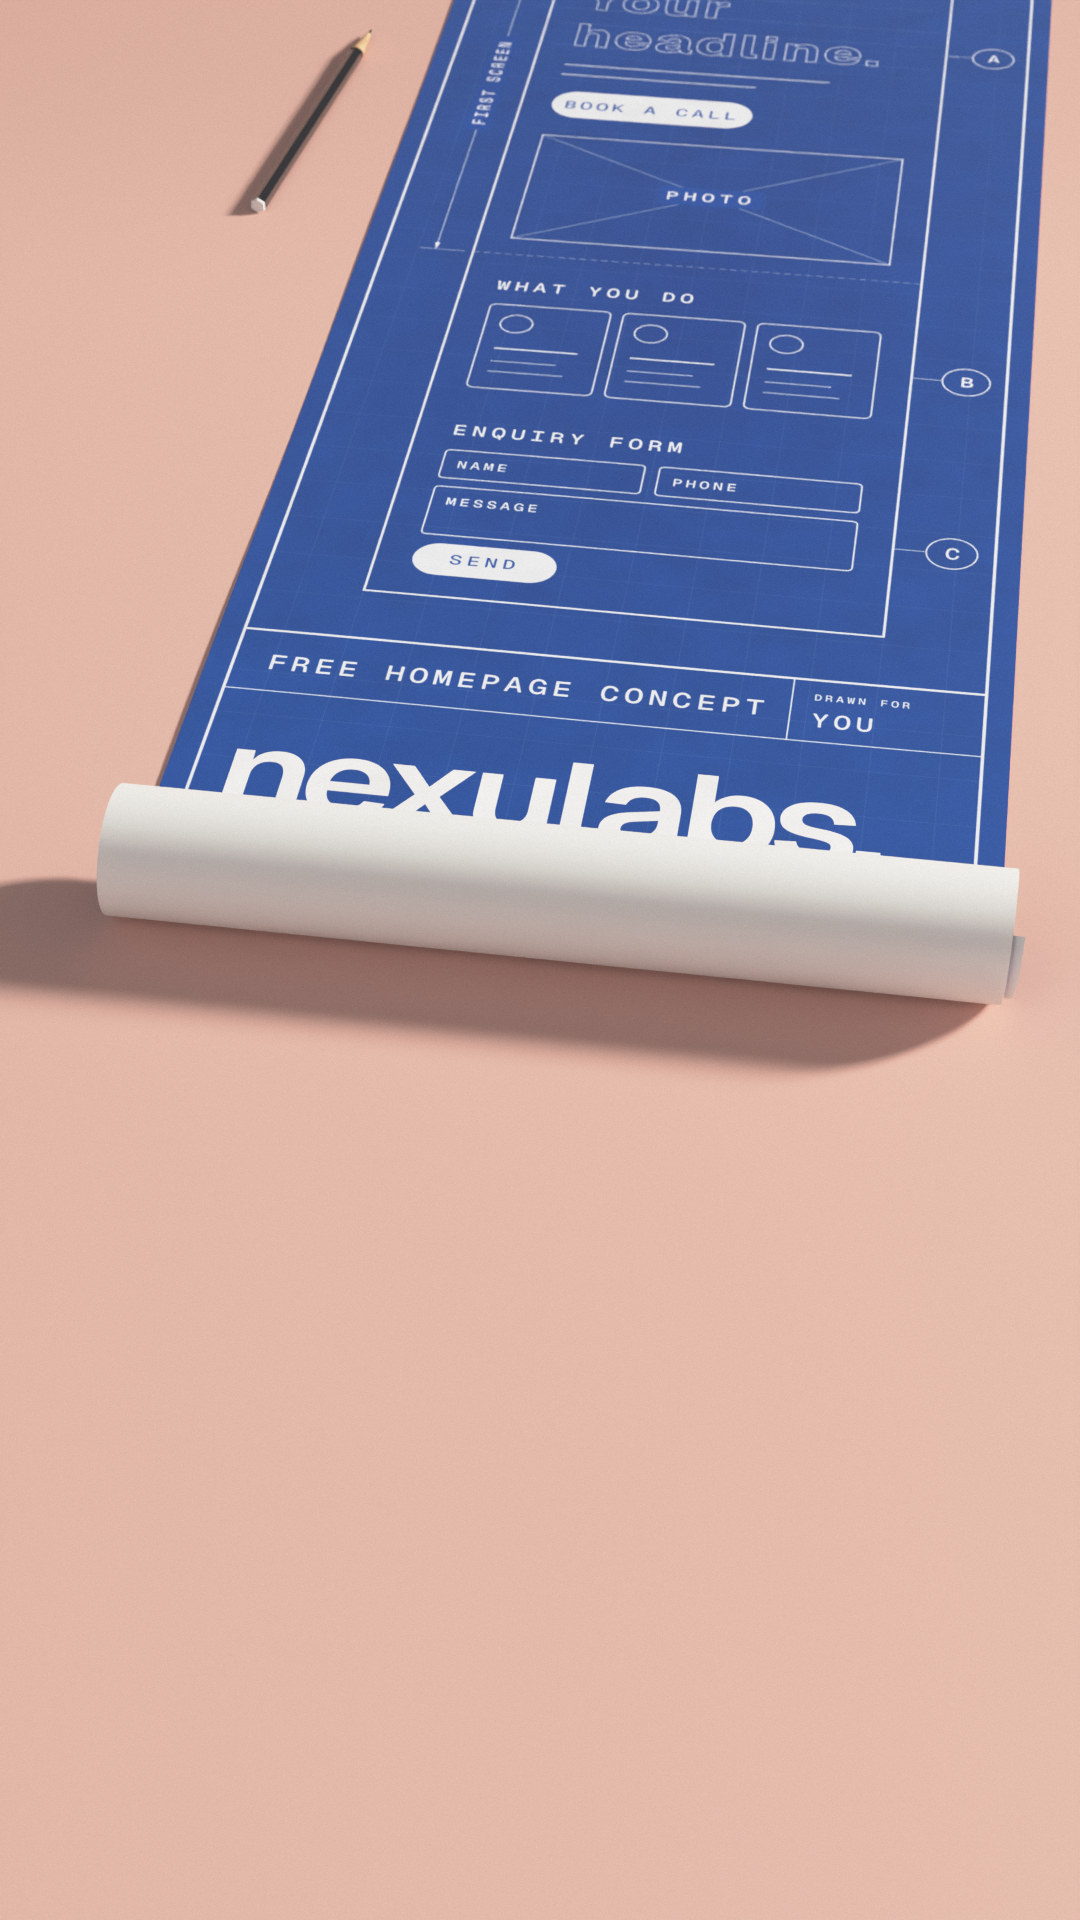 Your
headline.
FIRST SCREEN
A
BOOK A CALL
PHOTO
WHAT YOU DO
B
ENQUIRY FORM
NAME
PHONE
MESSAGE
C
SEND
FREE HOMEPAGE CONCEPT
DRAWN FOR
YOU
nexulabs.